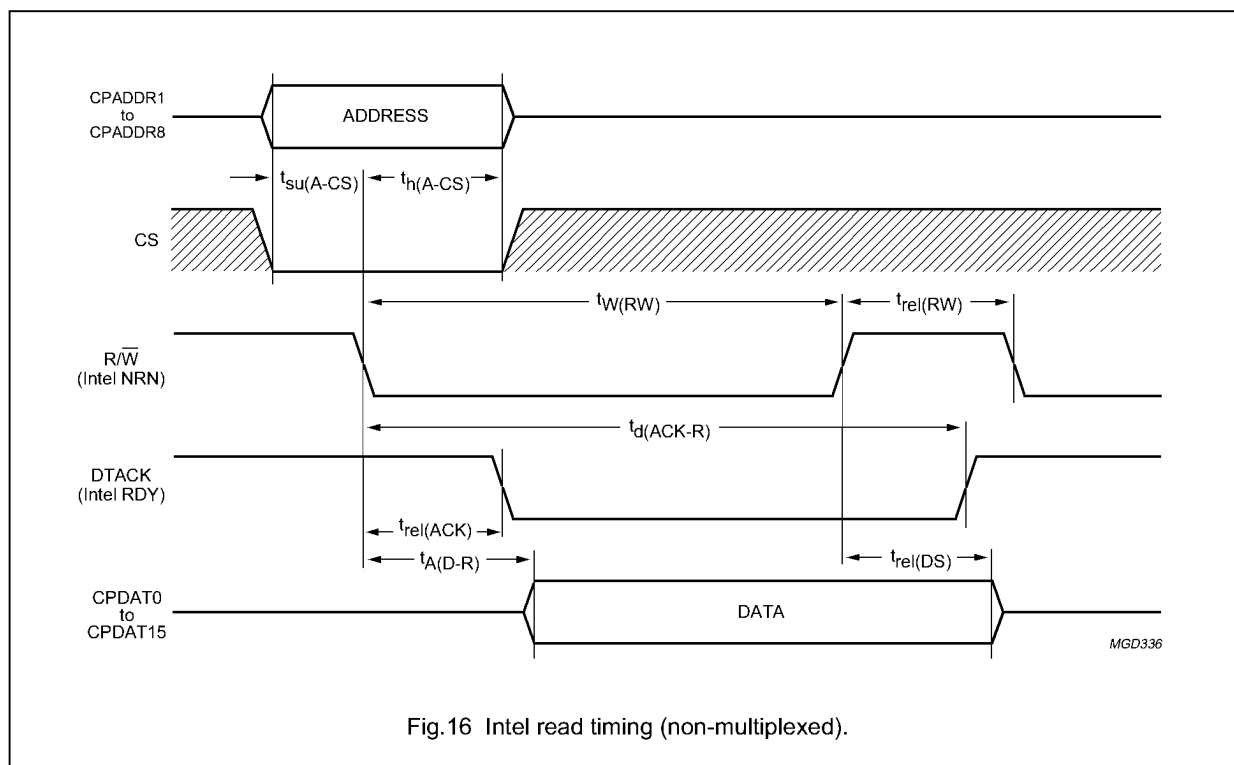 CPADDR1
to
CPADDR8
ADDRESS
tsu(A-CS)
th(A-CS)
CS
tW(RW)
trel(RW)
R/W̅
(Intel NRN)
td(ACK-R)
DTACK
(Intel RDY)
trel(ACK)
tA(D-R)
trel(DS)
CPDAT0
to
CPDAT15
DATA
MGD336
Fig.16 Intel read timing (non-multiplexed).